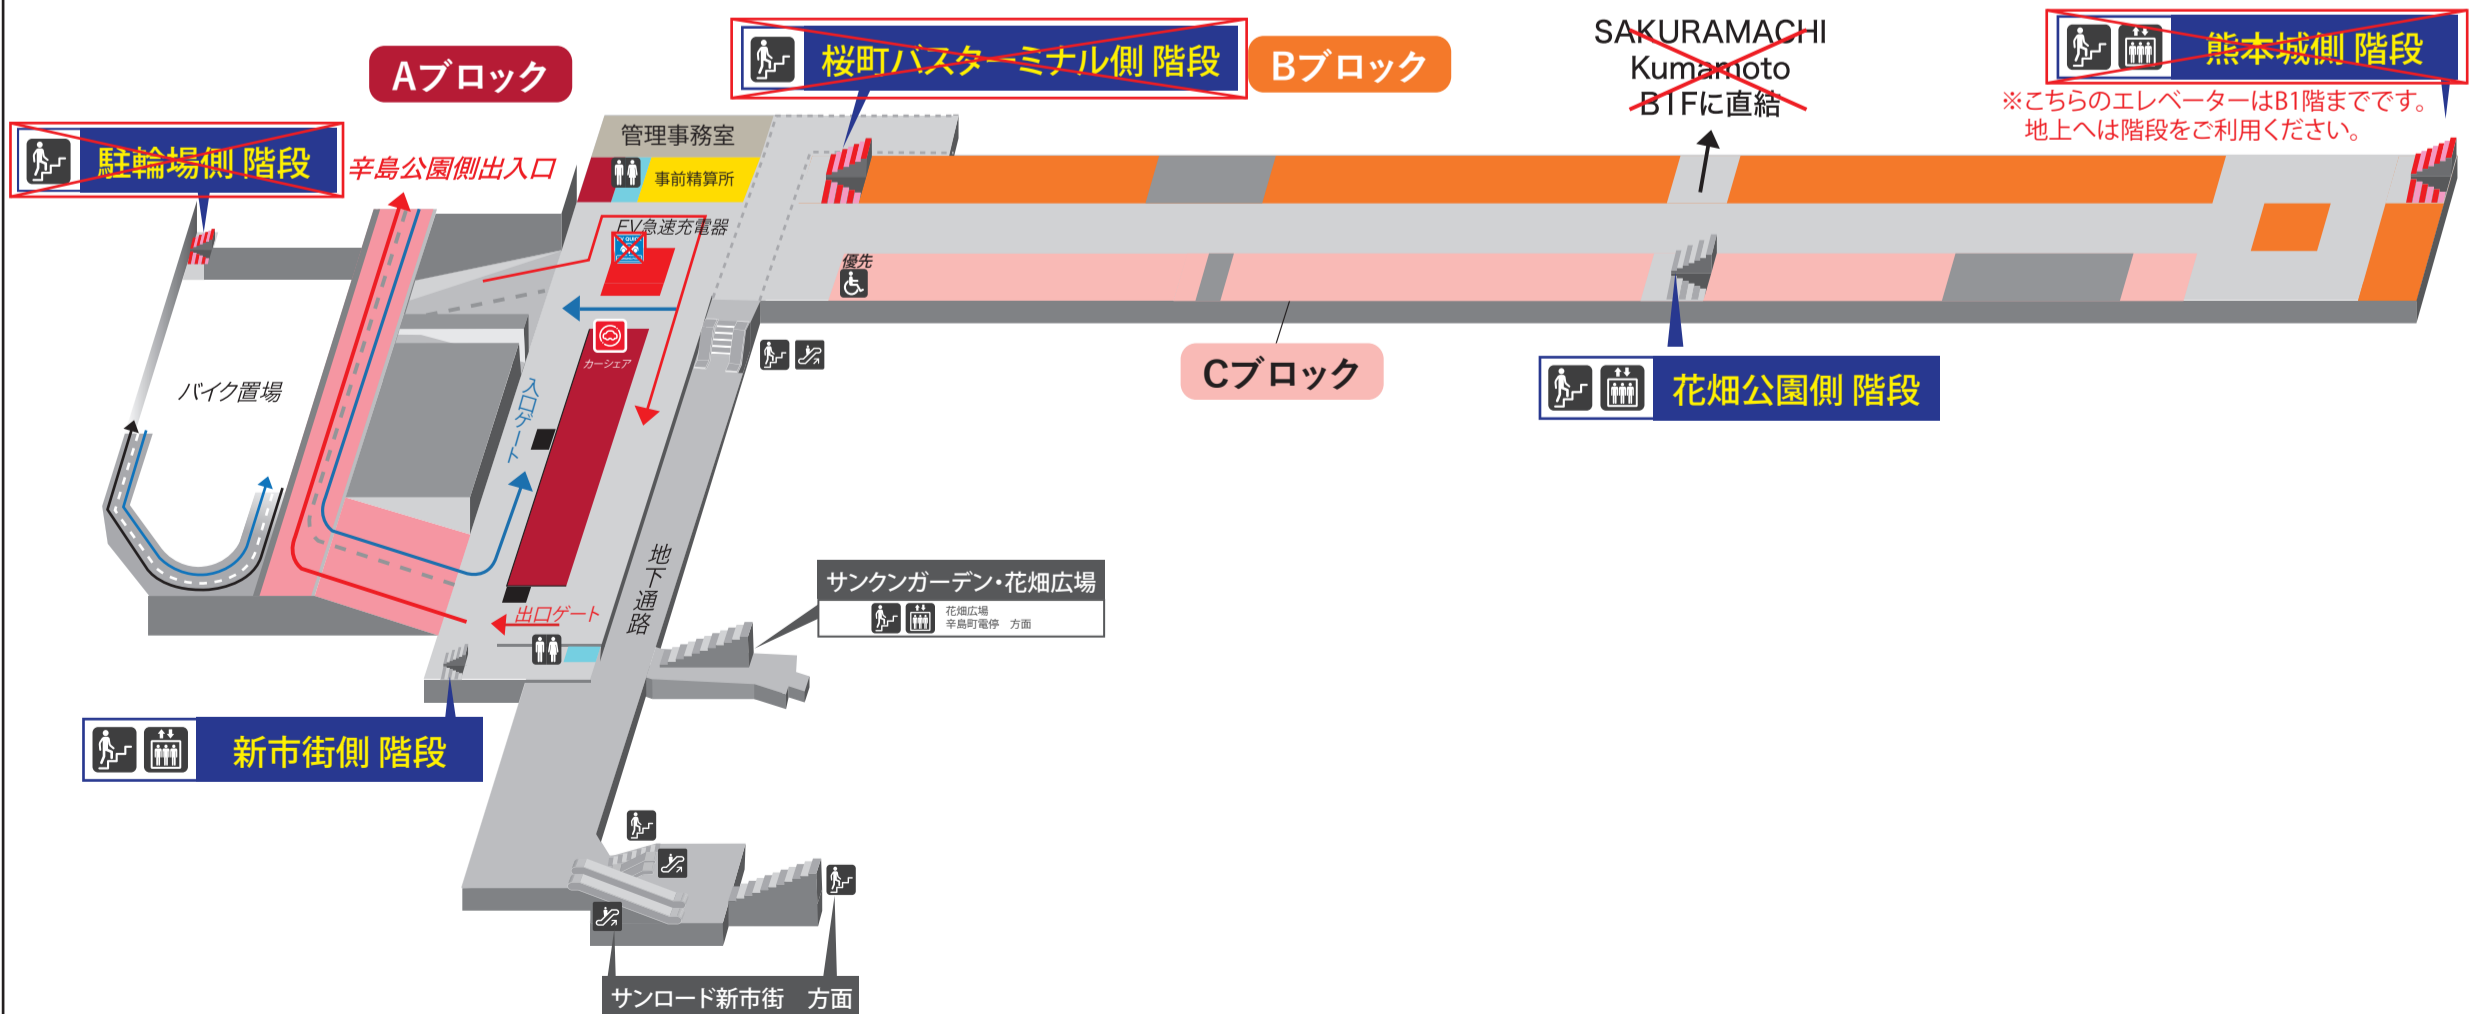 Aブロック
桜町バスターミナル側 階段
Bブロック
SAKURAMACHI
Kumamoto
B1Fに直結
熊本城側 階段
※こちらのエレベーターはB1階までです。
地上へは階段をご利用ください。
駐輪場側 階段
辛島公園側出入口
管理事務室
事前精算所
EV急速充電器
優先
カーシェア
バイク置場
入口ゲート
Cブロック
花畑公園側 階段
地下通路
サンクンガーデン・花畑広場
花畑広場
辛島町電停 方面
出口ゲート
新市街側 階段
サンロード新市街 方面